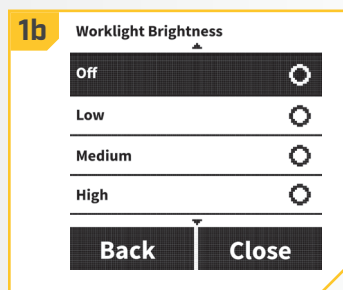 1b
Worklight Brightness
Off
Low
Medium
High
Back Close